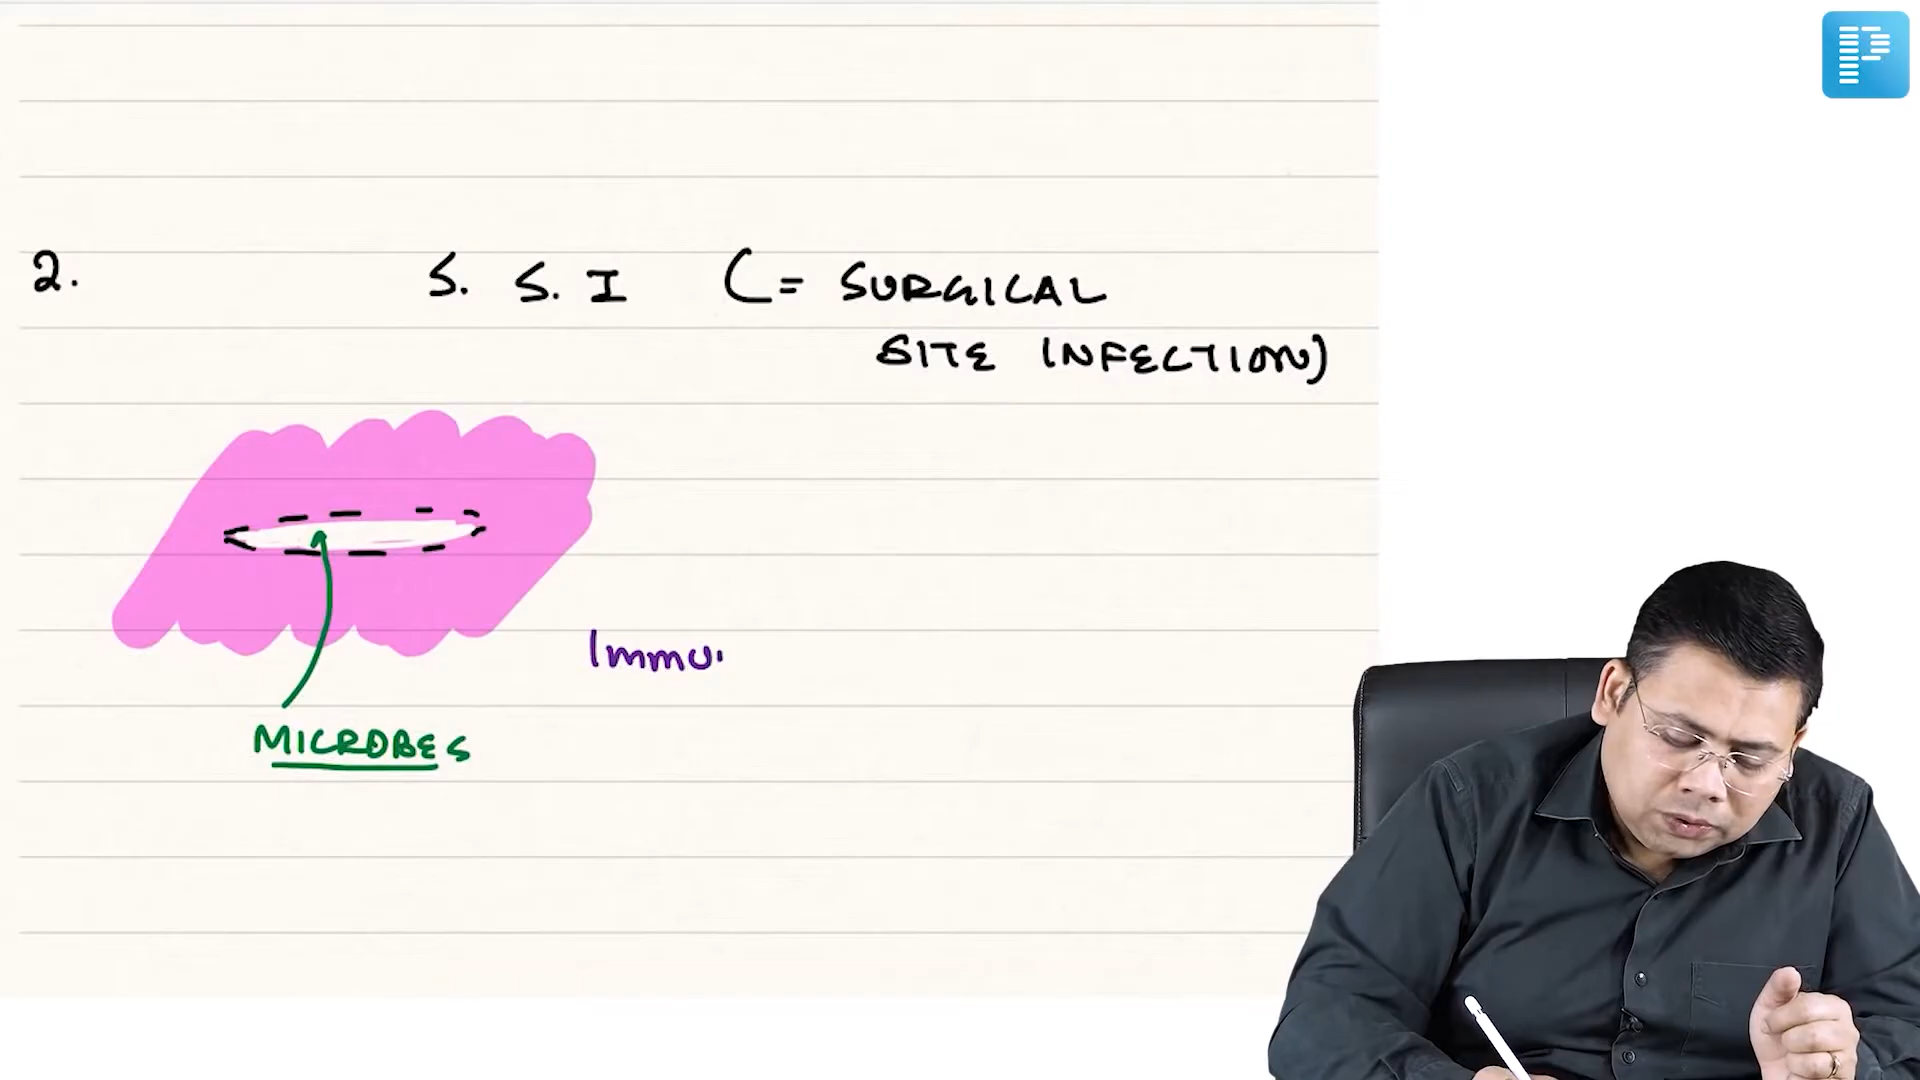 2. S. S. I (= SURGICAL
SITE INFECTION)
Immu
MICROBES